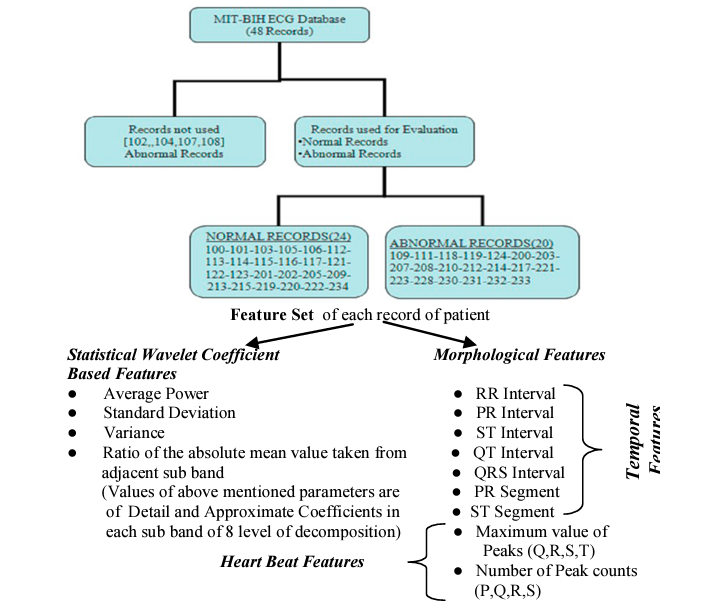 MIT-BIH ECG Database
(48 Records)
Records not used
[102,,104,107,108]
Abnormal Records
Records used for Evaluation
•Normal Records
•Abnormal Records
NORMAL RECORDS(24)
100-101-103-105-106-112-
113-114-115-116-117-121-
122-123-201-202-205-209-
213-215-219-220-222-234
ABNORMAL RECORDS(20)
109-111-118-119-124-200-203-
207-208-210-212-214-217-221-
223-228-230-231-232-233
Feature Set of each record of patient
Statistical Wavelet Coefficient
Based Features
● Average Power
● Standard Deviation
● Variance
● Ratio of the absolute mean value taken from
adjacent sub band
(Values of above mentioned parameters are
of Detail and Approximate Coefficients in
each sub band of 8 level of decomposition)
Morphological Features
● RR Interval
● PR Interval
● ST Interval
● QT Interval
● QRS Interval
● PR Segment
● ST Segment
Temporal
Features
● Maximum value of
Peaks (Q,R,S,T)
● Number of Peak counts
(P,Q,R,S)
Heart Beat Features